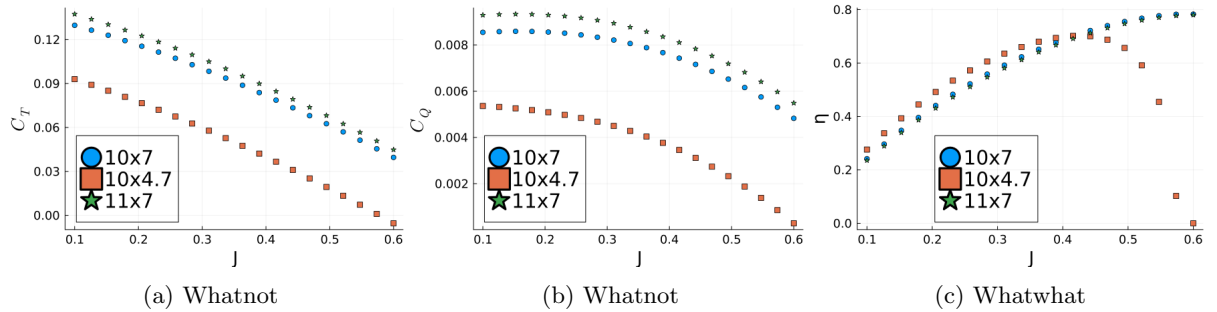 0.12
0.09
0.06
0.03
0.00
C_T
10x7
10x4.7
11x7
0.1 0.2 0.3 0.4 0.5 0.6
J
(a) Whatnot
0.008
0.006
0.004
0.002
C_Q
10x7
10x4.7
11x7
0.1 0.2 0.3 0.4 0.5 0.6
J
(b) Whatnot
0.8
0.6
0.4
0.2
0.0
η
10x7
10x4.7
11x7
0.1 0.2 0.3 0.4 0.5 0.6
J
(c) Whatwhat